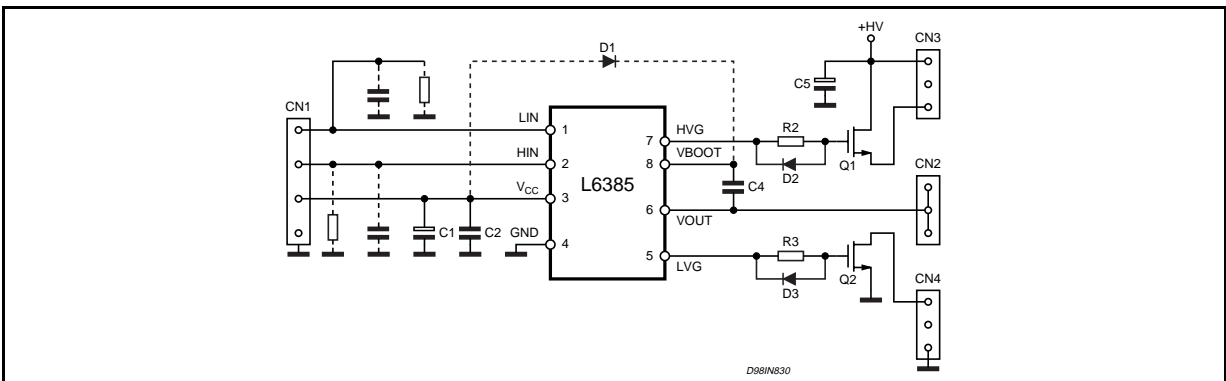 +HV
CN3
D1
C5
CN1
LIN
1
HVG
R2
7
VBOOT
HIN
2
8
Q1
D2
CN2
VCC
L6385
C4
3
6
VOUT
C1
C2
GND
4
R3
5
LVG
Q2
CN4
D3
D98IN830